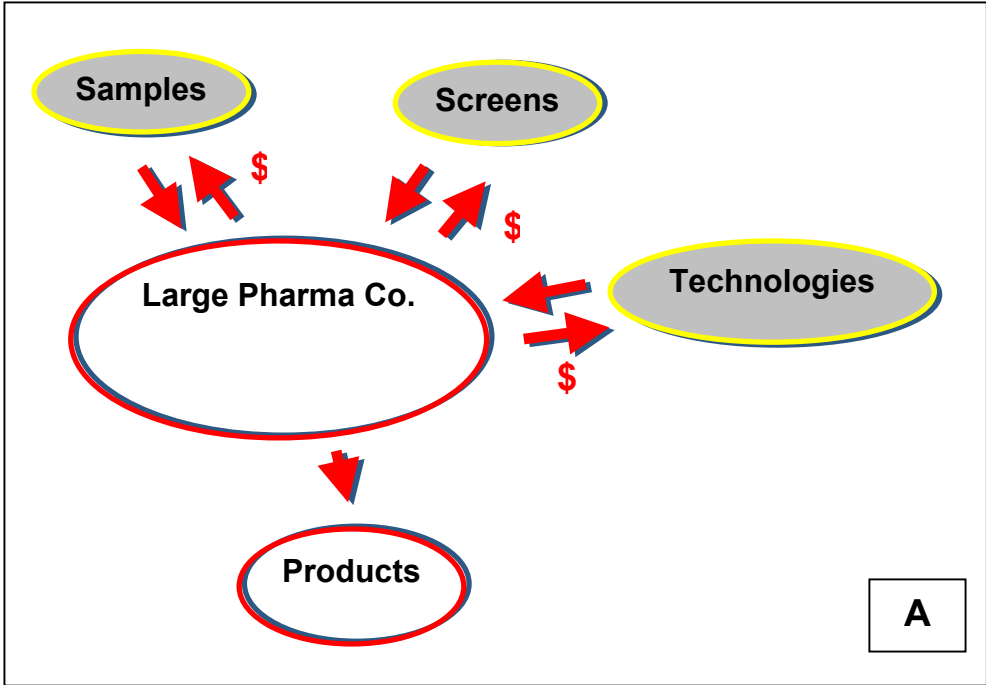 Samples
Screens
$
$
Technologies
Large Pharma Co.
$
Products
A